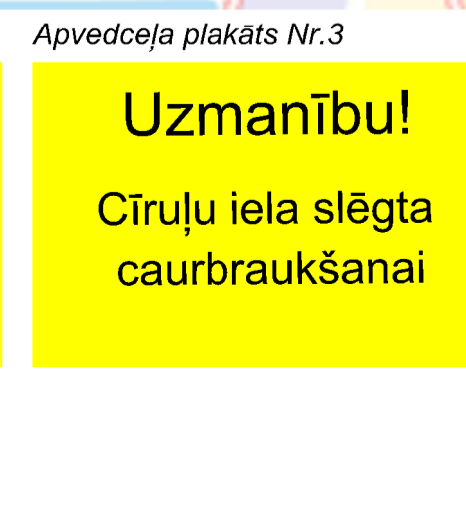 Apvedceļa plakāts Nr.3
Uzmanību!
Cīruļu iela slēgta
caurbraukšanai